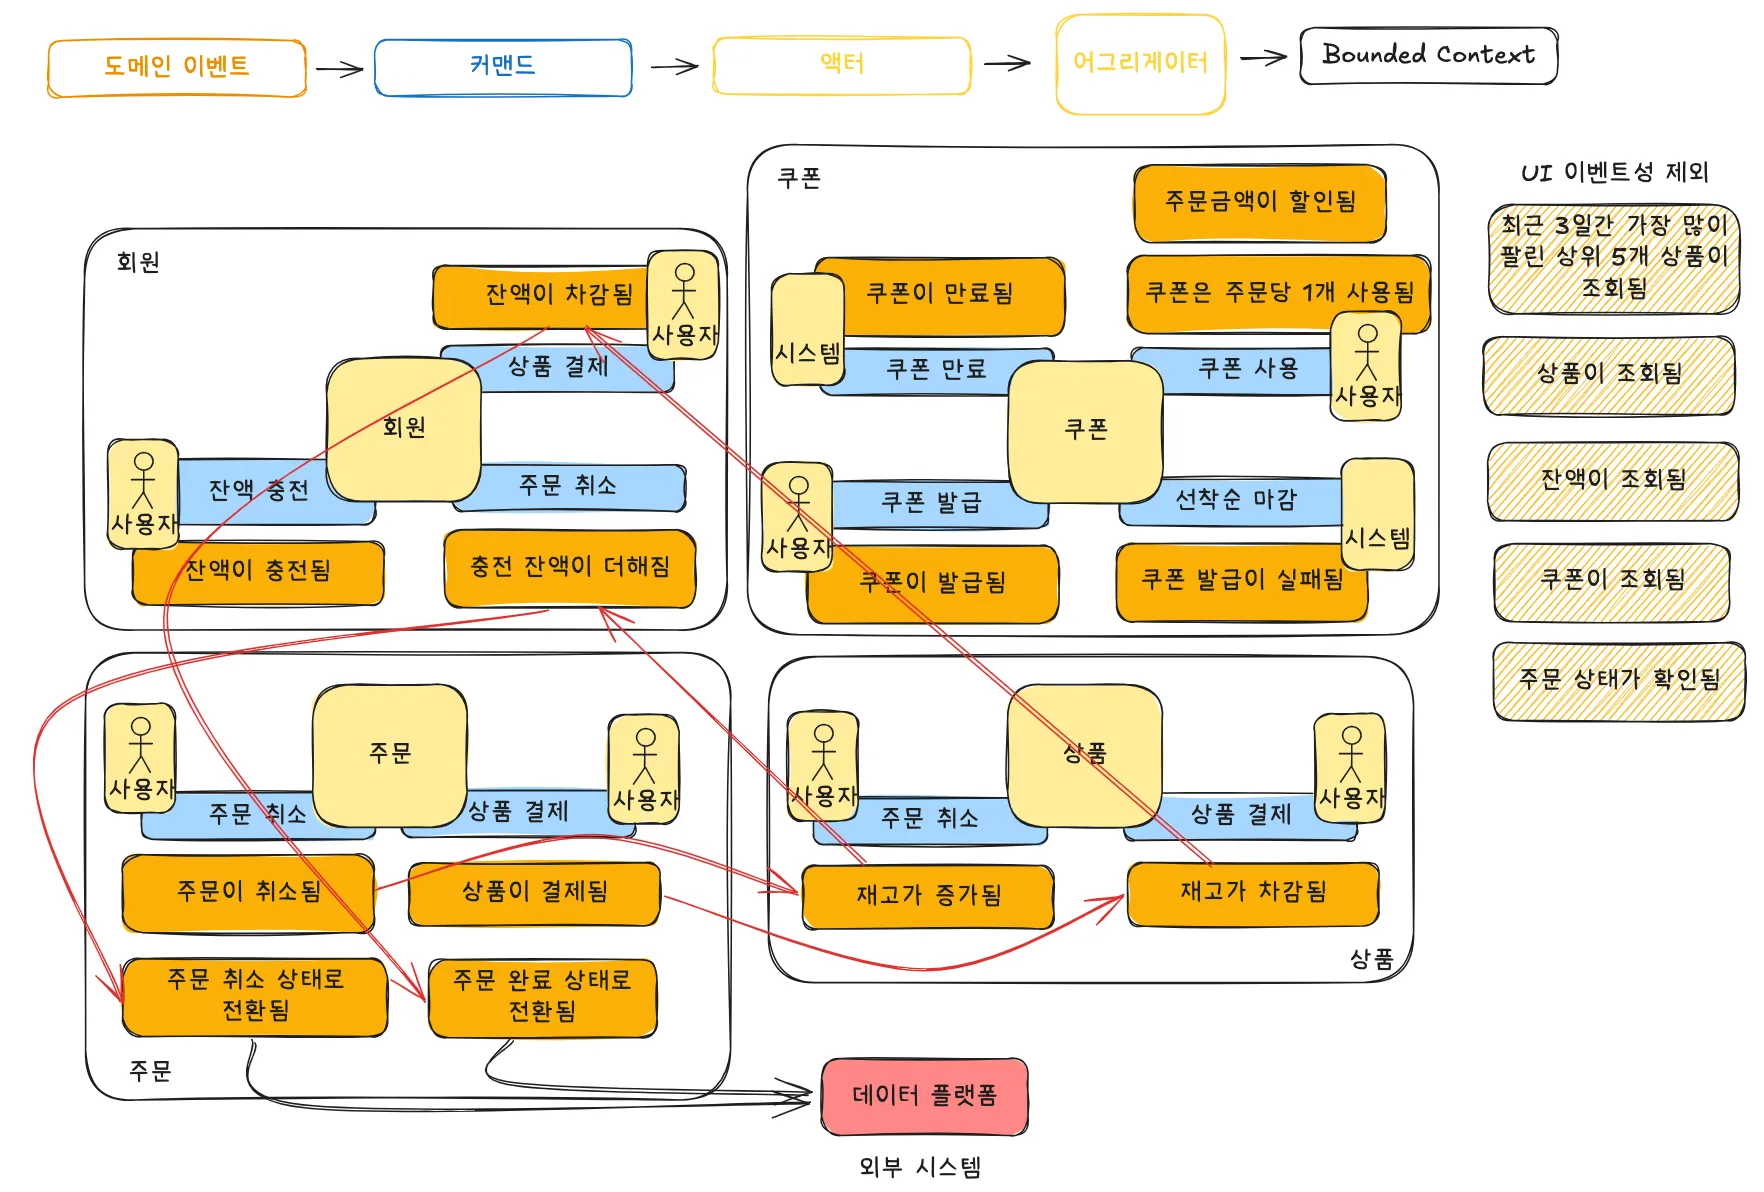 도메인 이벤트
커맨드
액터
어그리게이터
Bounded Context
회원
잔액이 차감됨
사용자
상품 결제
회원
사용자
잔액 충전
주문 취소
잔액이 충전됨
충전 잔액이 더해짐
쿠폰
주문금액이 할인됨
쿠폰이 만료됨
쿠폰은 주문당 1개 사용됨
시스템
쿠폰 만료
쿠폰 사용
사용자
쿠폰
사용자
쿠폰 발급
선착순 마감
시스템
쿠폰이 발급됨
쿠폰 발급이 실패됨
UI 이벤트성 제외
최근 3일간 가장 많이
팔린 상위 5개 상품이
조회됨
상품이 조회됨
잔액이 조회됨
쿠폰이 조회됨
주문 상태가 확인됨
사용자
주문
사용자
주문 취소
상품 결제
주문이 취소됨
상품이 결제됨
주문 취소 상태로
전환됨
주문 완료 상태로
전환됨
주문
사용자
상품
사용자
주문 취소
상품 결제
재고가 증가됨
재고가 차감됨
상품
데이터 플랫폼
외부 시스템